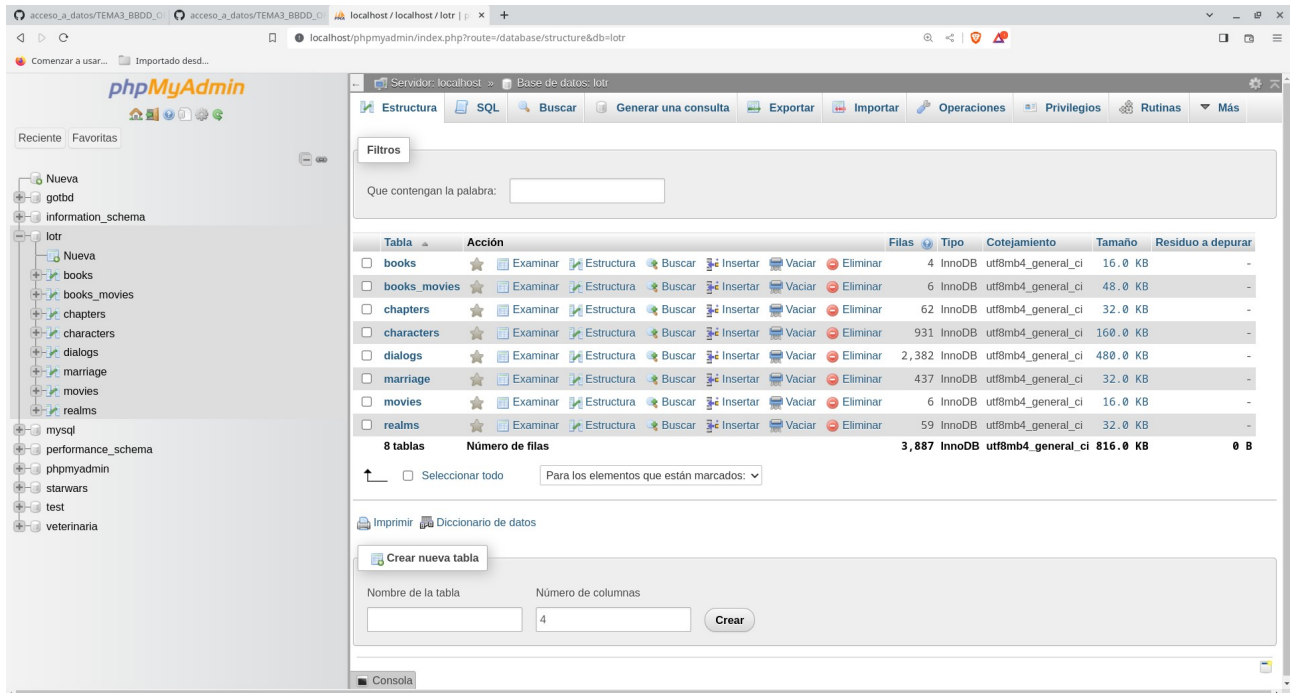 acceso_a_datos/TEMA3_BBDD_O acceso_a_datos/TEMA3_BBDD_O localhost / localhost / lotr | p × +
localhost/phpmyadmin/index.php?route=/database/structure&db=lotr
Comenzar a usar... Importado desd...
phpMyAdmin
Reciente Favoritas
Nueva
gotbd
information_schema
lotr
Nueva
books
books_movies
chapters
characters
dialogs
marriage
movies
realms
mysql
performance_schema
phpmyadmin
starwars
test
veterinaria
Servidor: localhost » Base de datos: lotr
Estructura SQL Buscar Generar una consulta Exportar Importar Operaciones Privilegios Rutinas Más
Filtros
Que contengan la palabra:
Tabla Acción Filas Tipo Cotejamiento Tamaño Residuo a depurar
books Examinar Estructura Buscar Insertar Vaciar Eliminar 4 InnoDB utf8mb4_general_ci 16.0 KB -
books_movies Examinar Estructura Buscar Insertar Vaciar Eliminar 6 InnoDB utf8mb4_general_ci 48.0 KB -
chapters Examinar Estructura Buscar Insertar Vaciar Eliminar 62 InnoDB utf8mb4_general_ci 32.0 KB -
characters Examinar Estructura Buscar Insertar Vaciar Eliminar 931 InnoDB utf8mb4_general_ci 160.0 KB -
dialogs Examinar Estructura Buscar Insertar Vaciar Eliminar 2,382 InnoDB utf8mb4_general_ci 480.0 KB -
marriage Examinar Estructura Buscar Insertar Vaciar Eliminar 437 InnoDB utf8mb4_general_ci 32.0 KB -
movies Examinar Estructura Buscar Insertar Vaciar Eliminar 6 InnoDB utf8mb4_general_ci 16.0 KB -
realms Examinar Estructura Buscar Insertar Vaciar Eliminar 59 InnoDB utf8mb4_general_ci 32.0 KB -
8 tablas Número de filas 3,887 InnoDB utf8mb4_general_ci 816.0 KB 0 B
Seleccionar todo Para los elementos que están marcados:
Imprimir Diccionario de datos
Crear nueva tabla
Nombre de la tabla Número de columnas
4 Crear
Consola